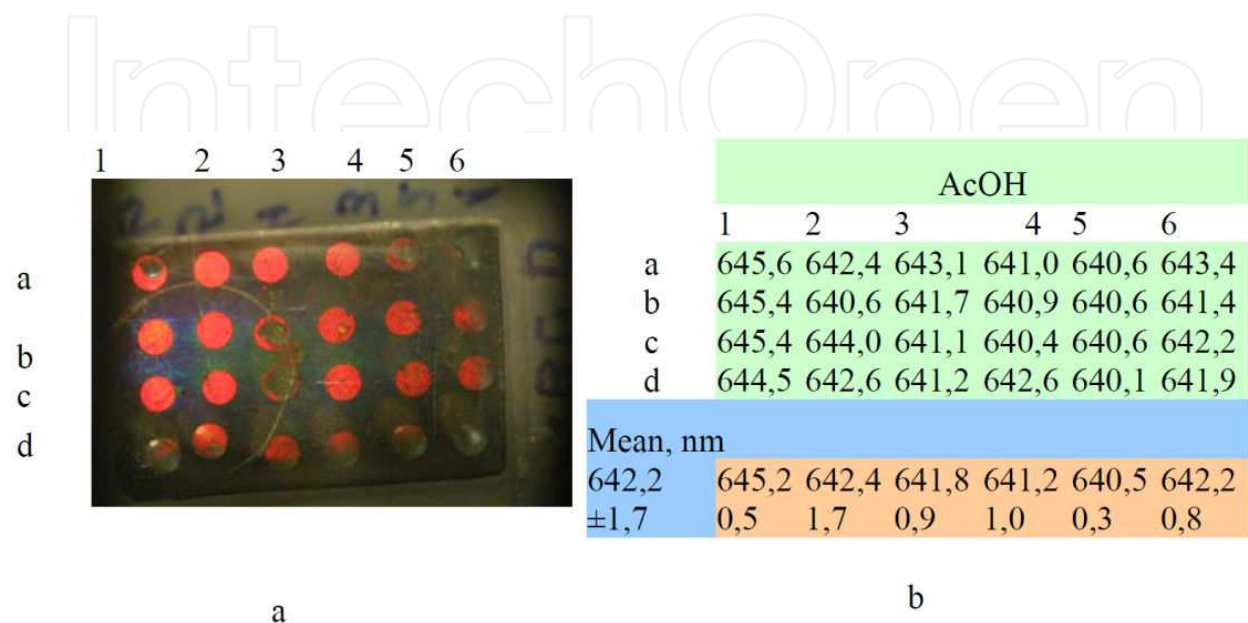 IntechOpen
1 2 3 4 5 6
a
b
c
d
AcOH
1 2 3 4 5 6
a 645,6 642,4 643,1 641,0 640,6 643,4
b 645,4 640,6 641,7 640,9 640,6 641,4
c 645,4 644,0 641,1 640,4 640,6 642,2
d 644,5 642,6 641,2 642,6 640,1 641,9
Mean, nm
642,2 645,2 642,4 641,8 641,2 640,5 642,2
±1,7 0,5 1,7 0,9 1,0 0,3 0,8
a
b